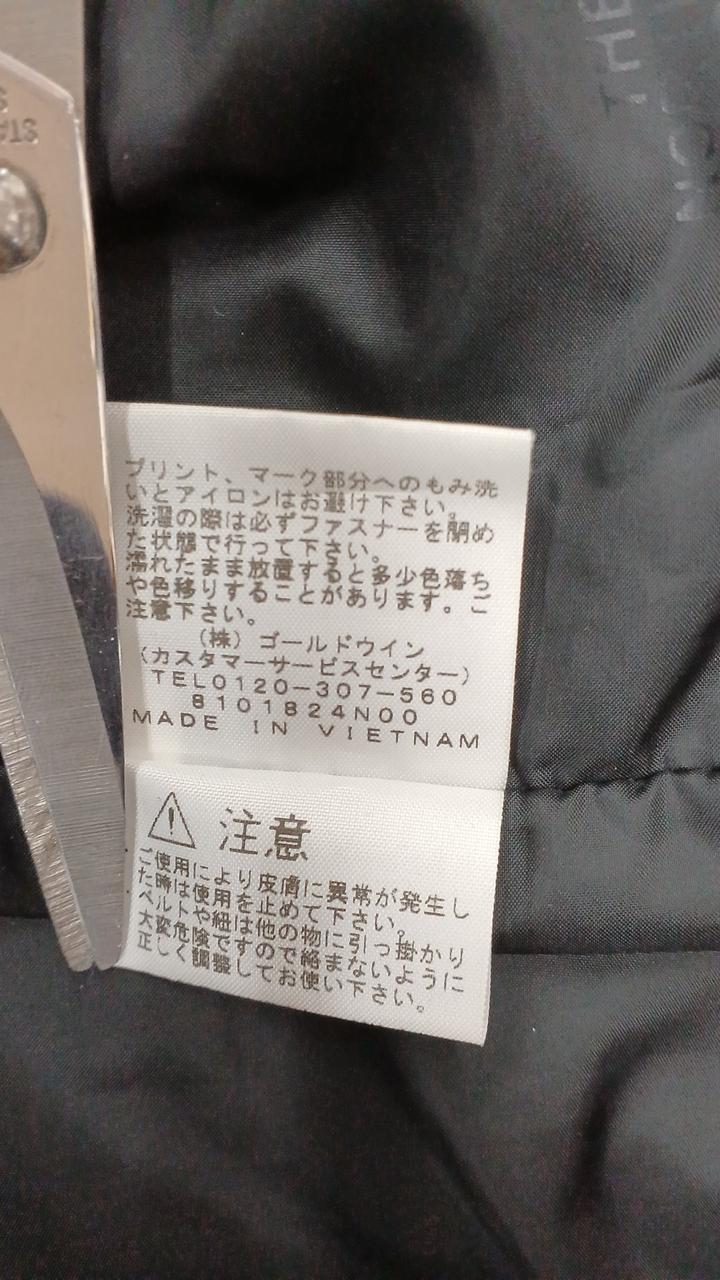 THE
NO
STA
S
プリント、マーク部分へのもみ洗
いとアイロンはお避け下さい。
洗濯の際は必ずファスナーを閉め
た状態で行って下さい。
濡れたまま放置すると多少色落ち
や色移りすることがあります。ご
注意下さい。
(株)ゴールドウイン
(カスタマーサービスセンター)
TEL0120-307-560
8101824N00
MADE IN VIETNAM
注意
ご使用により皮膚に異常が発生し
た時は使用を止めて下さい。
ベルトや紐は他の物に引っ掛かり
大変危険ですので絡まないように
正しく調整してお使い下さい。